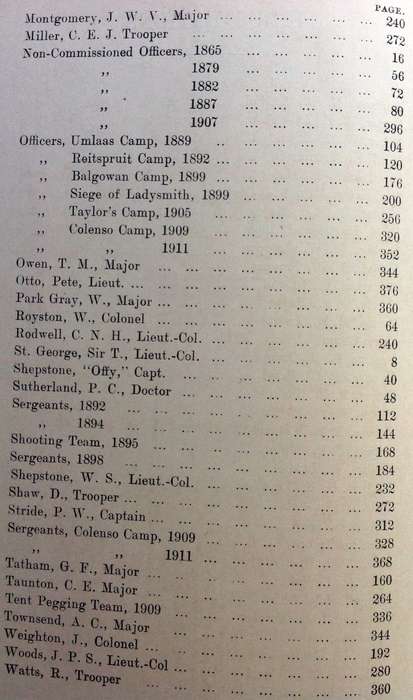 PAGE.
Montgomery, J. W. V., Major ... ... ... ... ... 240
Miller, C. E. J. Trooper ... ... ... ... ... 272
Non-Commissioned Officers, 1865 ... ... ... ... 16
,, 1879 ... ... ... ... 56
,, 1882 ... ... ... ... 72
,, 1887 ... ... ... ... 80
,, 1907 ... ... ... ... 296
Officers, Umlaas Camp, 1889 .. ... ... ... ... 104
,, Reitspruit Camp, 1892 ... ... ... ... ... 120
,, Balgowan Camp, 1899 ... ... ... ... ... 176
,, Siege of Ladysmith, 1899 ... ... ... ... 200
,, Taylor's Camp, 1905 ... ... ... ... ... 256
,, Colenso Camp, 1909 ... ... ... ... ... 320
,, ,, 1911 ... ... ... ... ... 352
Owen, T. M., Major ... ... ... ... ... ... 344
Otto, Pete, Lieut. ... ... ... ... ... ... ... 376
Park Gray, W., Major ... ... ... ... ... ... 360
Royston, W., Colonel ... ... ... ... ... ... 64
Rodwell, C. N. H., Lieut.-Col. ... ... ... ... ... 240
St. George, Sir T., Lieut.-Col. ... ... ... ... ... 8
Shepstone, "Offy," Capt. ... ... ... ... ... ... 40
Sutherland, P. C., Doctor ... ... ... ... ... ... 48
Sergeants, 1892 ... ... ... ... ... ... ... 112
,, 1894 ... ... ... ... ... ... ... 144
Shooting Team, 1895 ... ... ... ... ... ... 168
Sergeants, 1898 ... ... ... ... ... ... ... 184
Shepstone, W. S., Lieut.-Col. ... ... ... ... ... 232
Shaw, D., Trooper ... ... ... ... ... ... ... 272
Stride, P. W., Captain ... ... ... ... ... ... 312
Sergeants, Colenso Camp, 1909 ... ... ... ... ... 328
,, ,, 1911 ... ... ... ... ... 368
Tatham, G. F., Major ... ... ... ... ... ... 160
Taunton, C. E. Major ... ... ... ... ... ... 264
Tent Pegging Team, 1909 ... ... ... ... ... ... 336
Townsend, A. C., Major ... ... ... ... ... ... 344
Weighton, J., Colonel ... ... ... ... ... ... 192
Woods, J. P. S., Lieut.-Col ... ... ... ... ... 280
Watts, R., Trooper ... ... ... ... ... ... 360